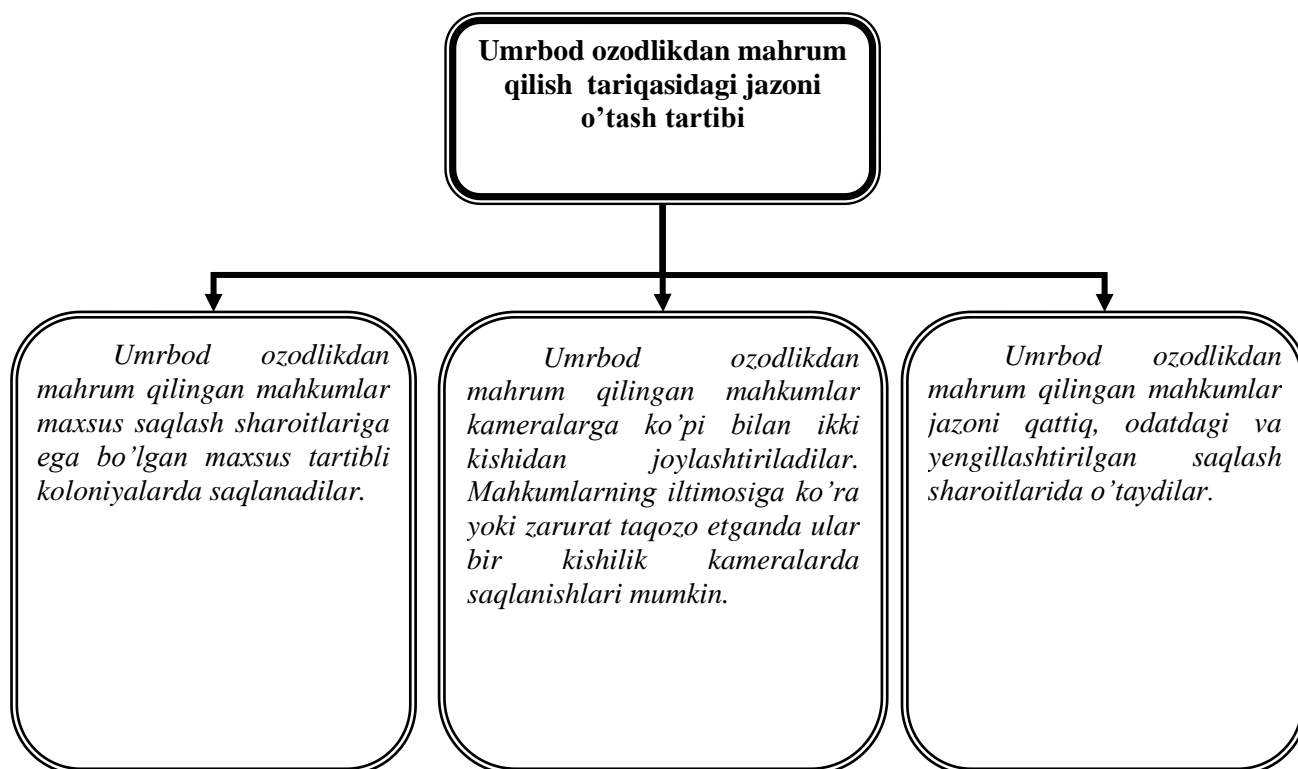 Umrbod ozodlikdan mahrum
qilish tariqasidagi jazoni
o’tash tartibi
Umrbod ozodlikdan
mahrum qilingan mahkumlar
maxsus saqlash sharoitlariga
ega bo’lgan maxsus tartibli
koloniyalarda saqlanadilar.
Umrbod ozodlikdan
mahrum qilingan mahkumlar
kameralarga ko’pi bilan ikki
kishidan joylashtiriladilar.
Mahkumlarning iltimosiga ko’ra
yoki zarurat taqozo etganda ular
bir kishilik kameralarda
saqlanishlari mumkin.
Umrbod ozodlikdan
mahrum qilingan mahkumlar
jazoni qattiq, odatdagi va
yengillashtirilgan saqlash
sharoitlarida o’taydilar.